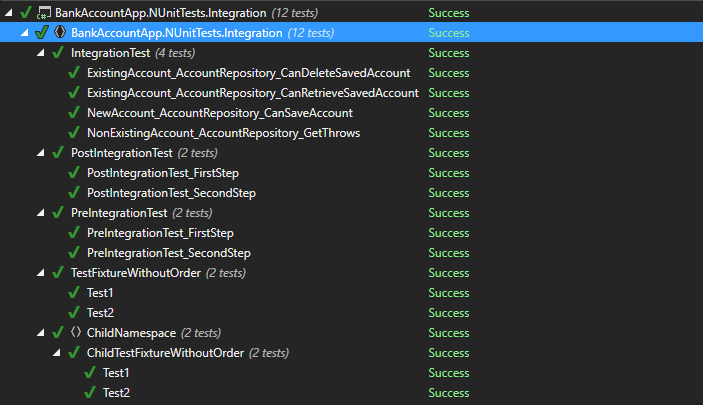 BankAccountApp.NUnitTests.Integration (12 tests) Success
BankAccountApp.NUnitTests.Integration (12 tests) Success
IntegrationTest (4 tests) Success
ExistingAccount_AccountRepository_CanDeleteSavedAccount Success
ExistingAccount_AccountRepository_CanRetrieveSavedAccount Success
NewAccount_AccountRepository_CanSaveAccount Success
NonExistingAccount_AccountRepository_GetThrows Success
PostIntegrationTest (2 tests) Success
PostIntegrationTest_FirstStep Success
PostIntegrationTest_SecondStep Success
PreIntegrationTest (2 tests) Success
PreIntegrationTest_FirstStep Success
PreIntegrationTest_SecondStep Success
TestFixtureWithoutOrder (2 tests) Success
Test1 Success
Test2 Success
ChildNamespace (2 tests) Success
ChildTestFixtureWithoutOrder (2 tests) Success
Test1 Success
Test2 Success